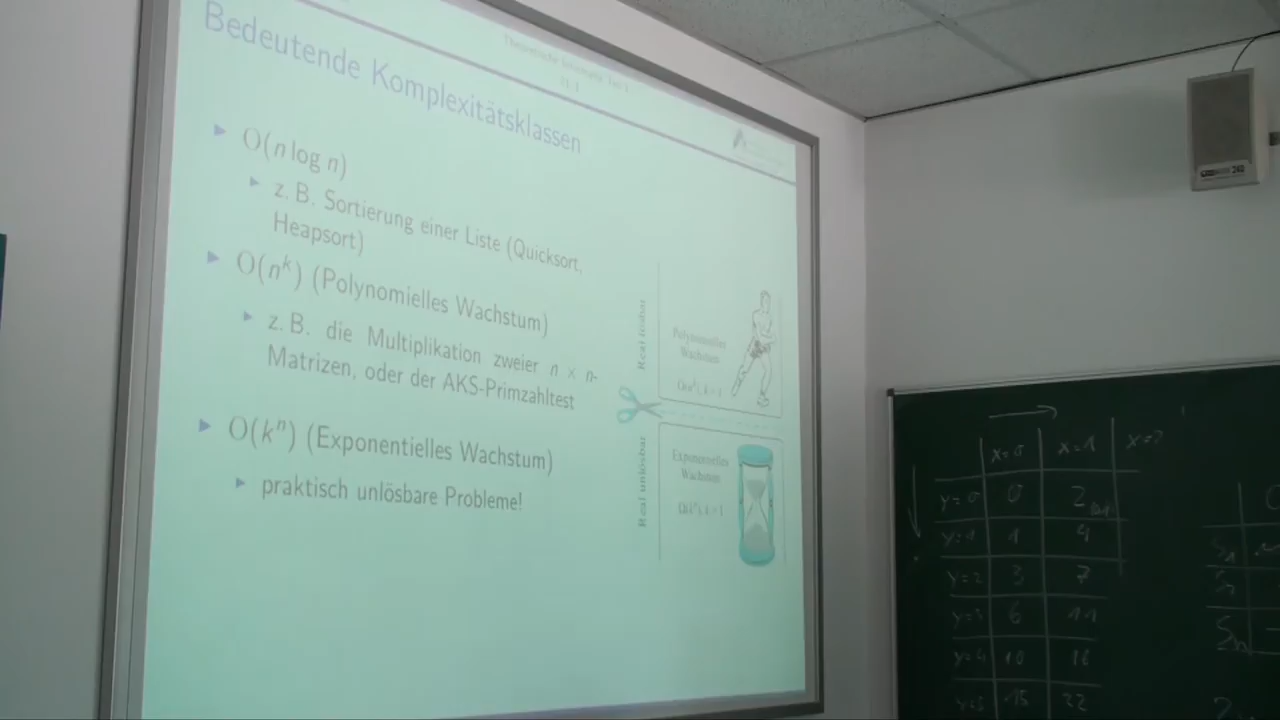 Bedeutende Komplexitätsklassen
O(n log n)
z. B. Sortierung einer Liste (Quicksort,
Heapsort)
O(n^k) (Polynomielles Wachstum)
z. B. die Multiplikation zweier n × n-
Matrizen, oder der AKS-Primzahltest
O(k^n) (Exponentielles Wachstum)
praktisch unlösbare Probleme!
Real lösbar
Polynomielles
Wachstum
Real unlösbar
Exponentielles
Wachstum
x=0 x=1 x=2
y=0 0 2
y=1 1 4
y=2 3 7
y=3 6 11
y=4 10 16
15 22